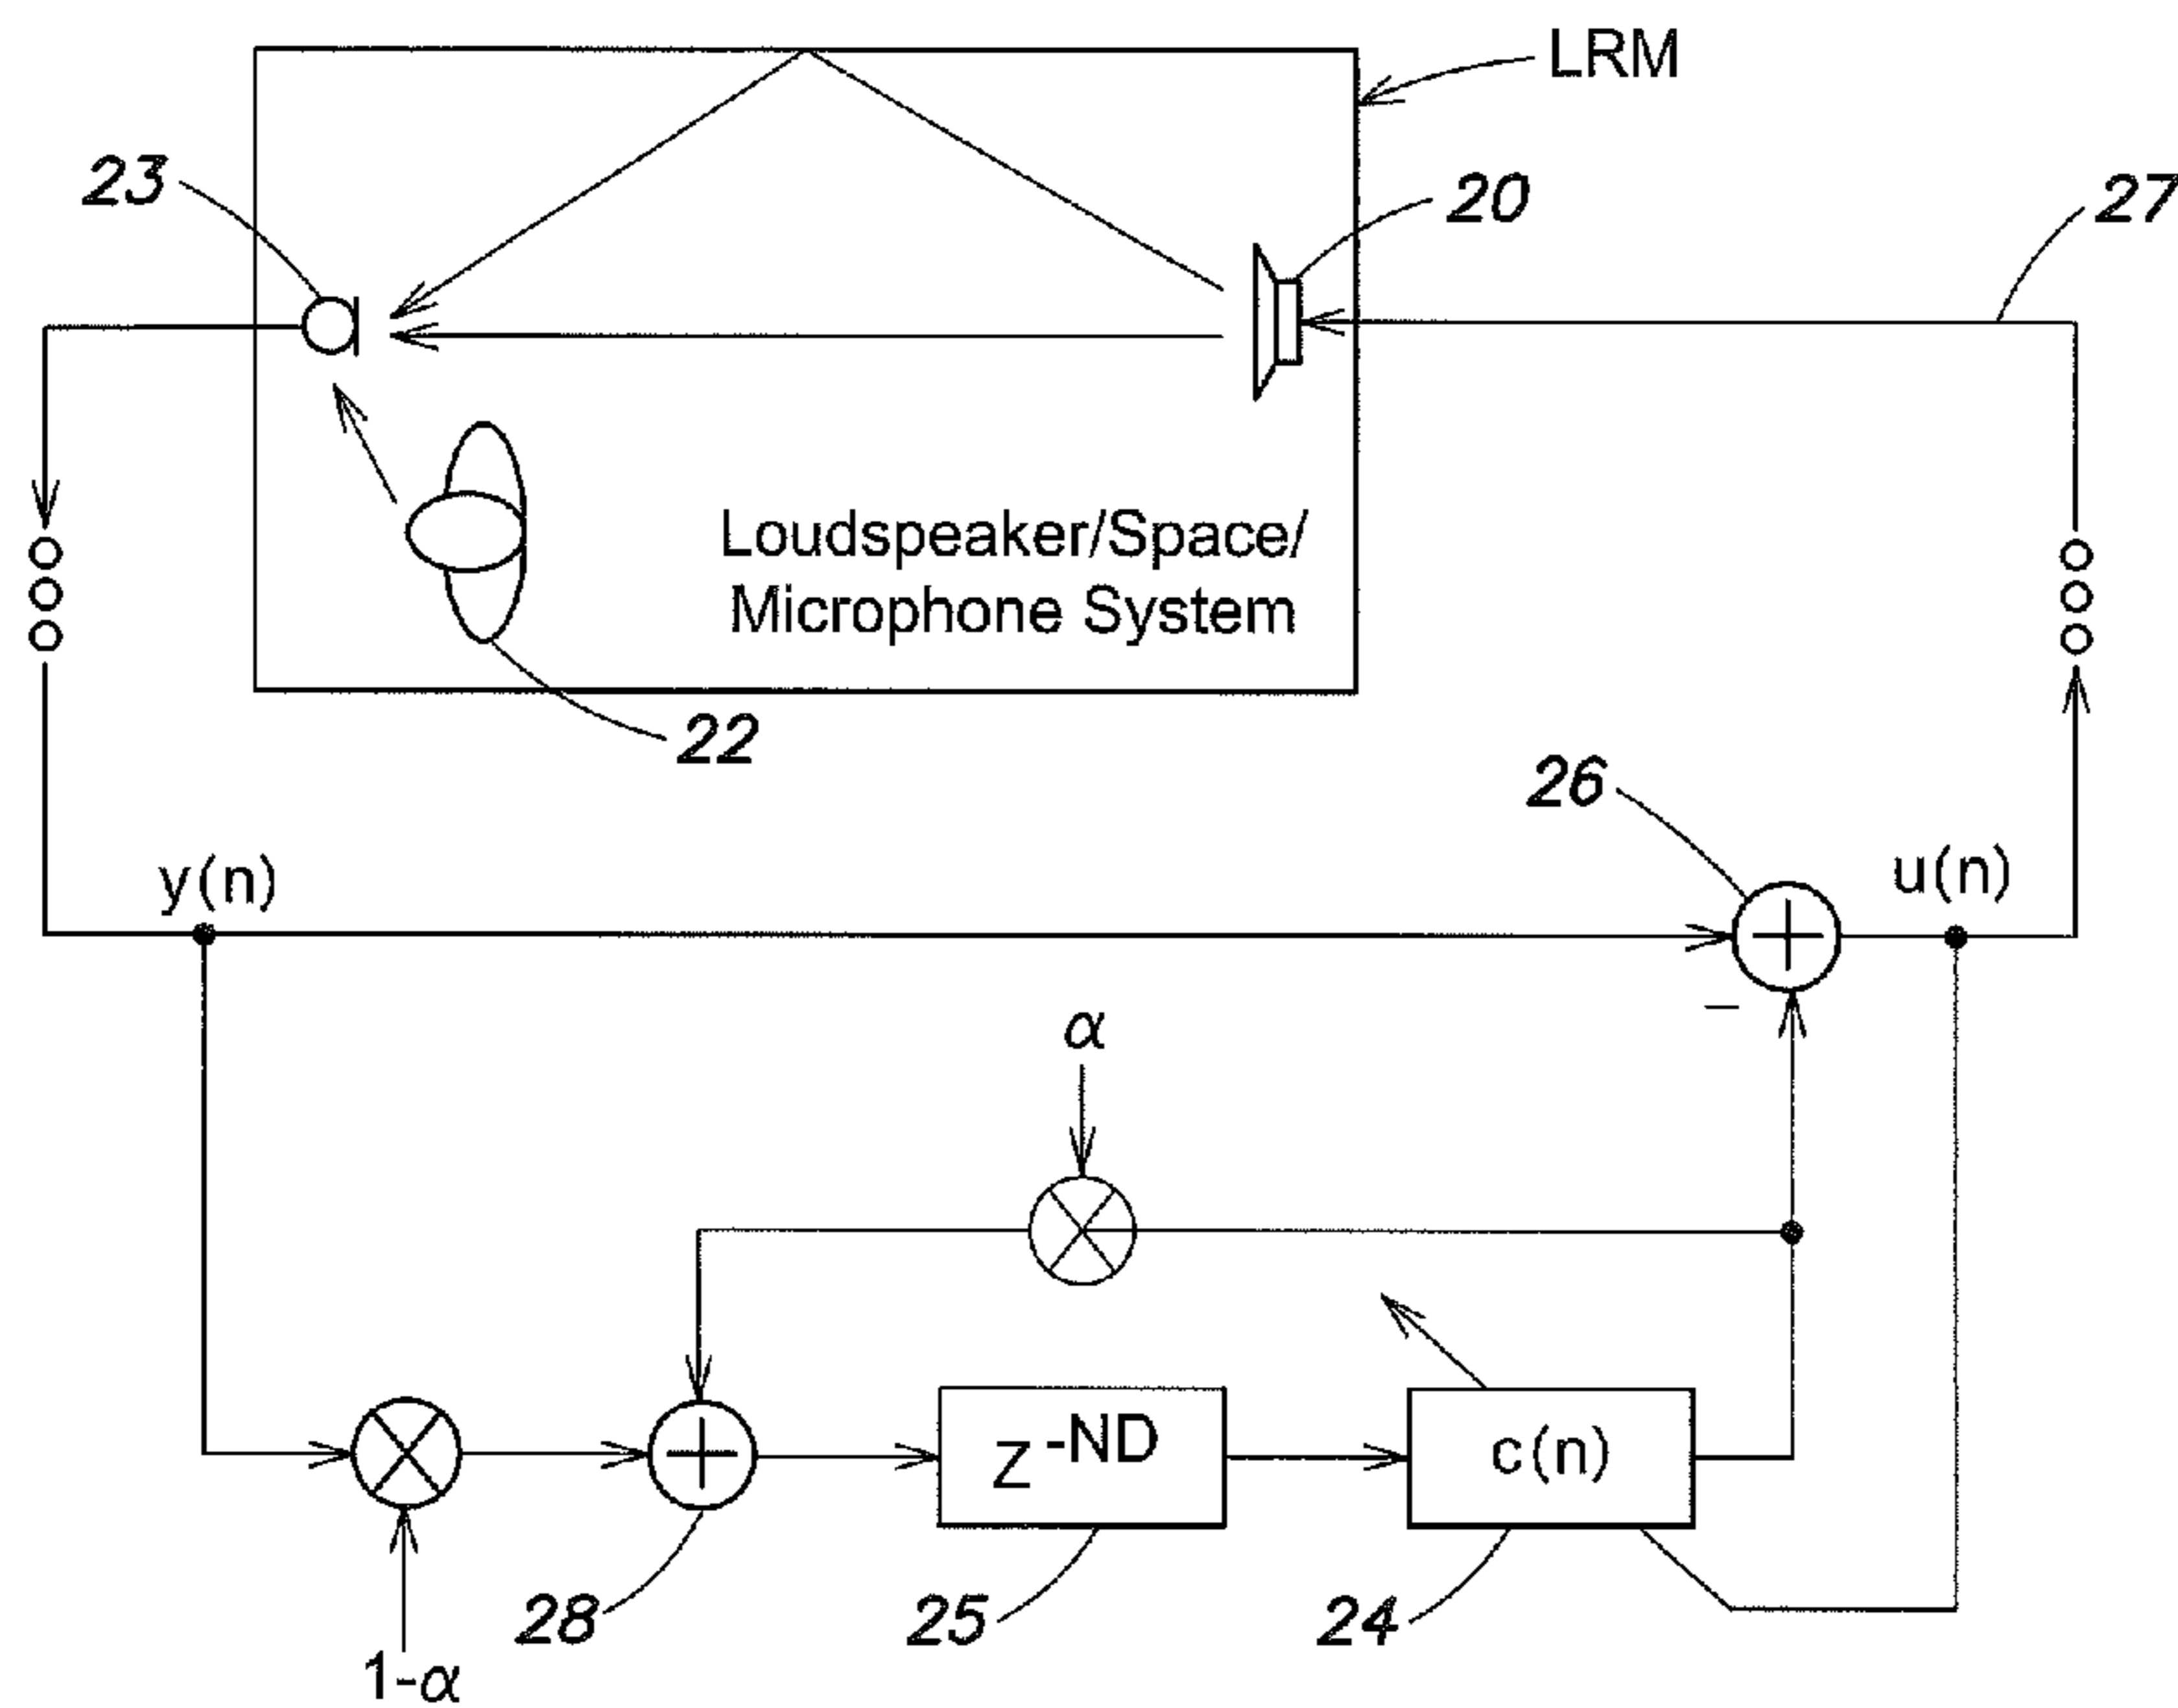 LRM
23
20
27
Loudspeaker/Space/
Microphone System
22
26
y(n)
u(n)
α
z -ND
c(n)
28
25
24
1-α